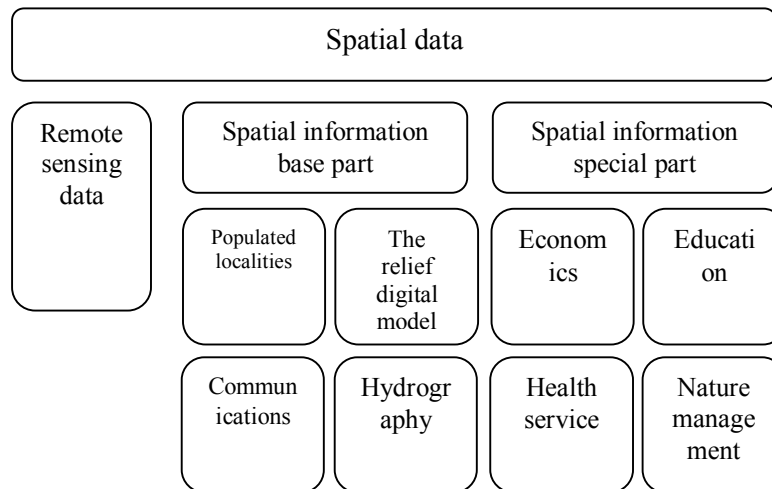 Spatial data
Remote
sensing
data
Spatial information
base part
Spatial information
special part
Populated
localities
The
relief
digital
model
Econom
ics
Educati
on
Commun
ications
Hydrogr
aphy
Health
service
Nature
manage
ment